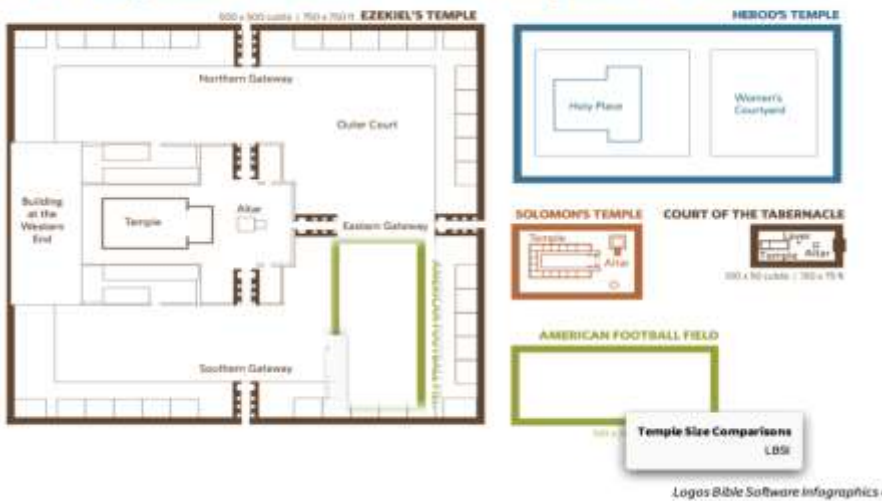 500 x 500 cubits | 750 x 750 ft EZEKIEL'S TEMPLE
Northern Gateway
Outer Court
Building
at the
Western
End
Temple
Altar
Eastern Gateway
AMERICAN FOOTBALL FIELD
Southern Gateway
HEROD'S TEMPLE
Holy Place
Women's
Courtyard
SOLOMON'S TEMPLE
Temple
Altar
COURT OF THE TABERNACLE
Laver
Temple
Altar
100 x 50 cubits | 150 x 75 ft
AMERICAN FOOTBALL FIELD
Temple Size Comparisons
LBSI
Logos Bible Software Infographics